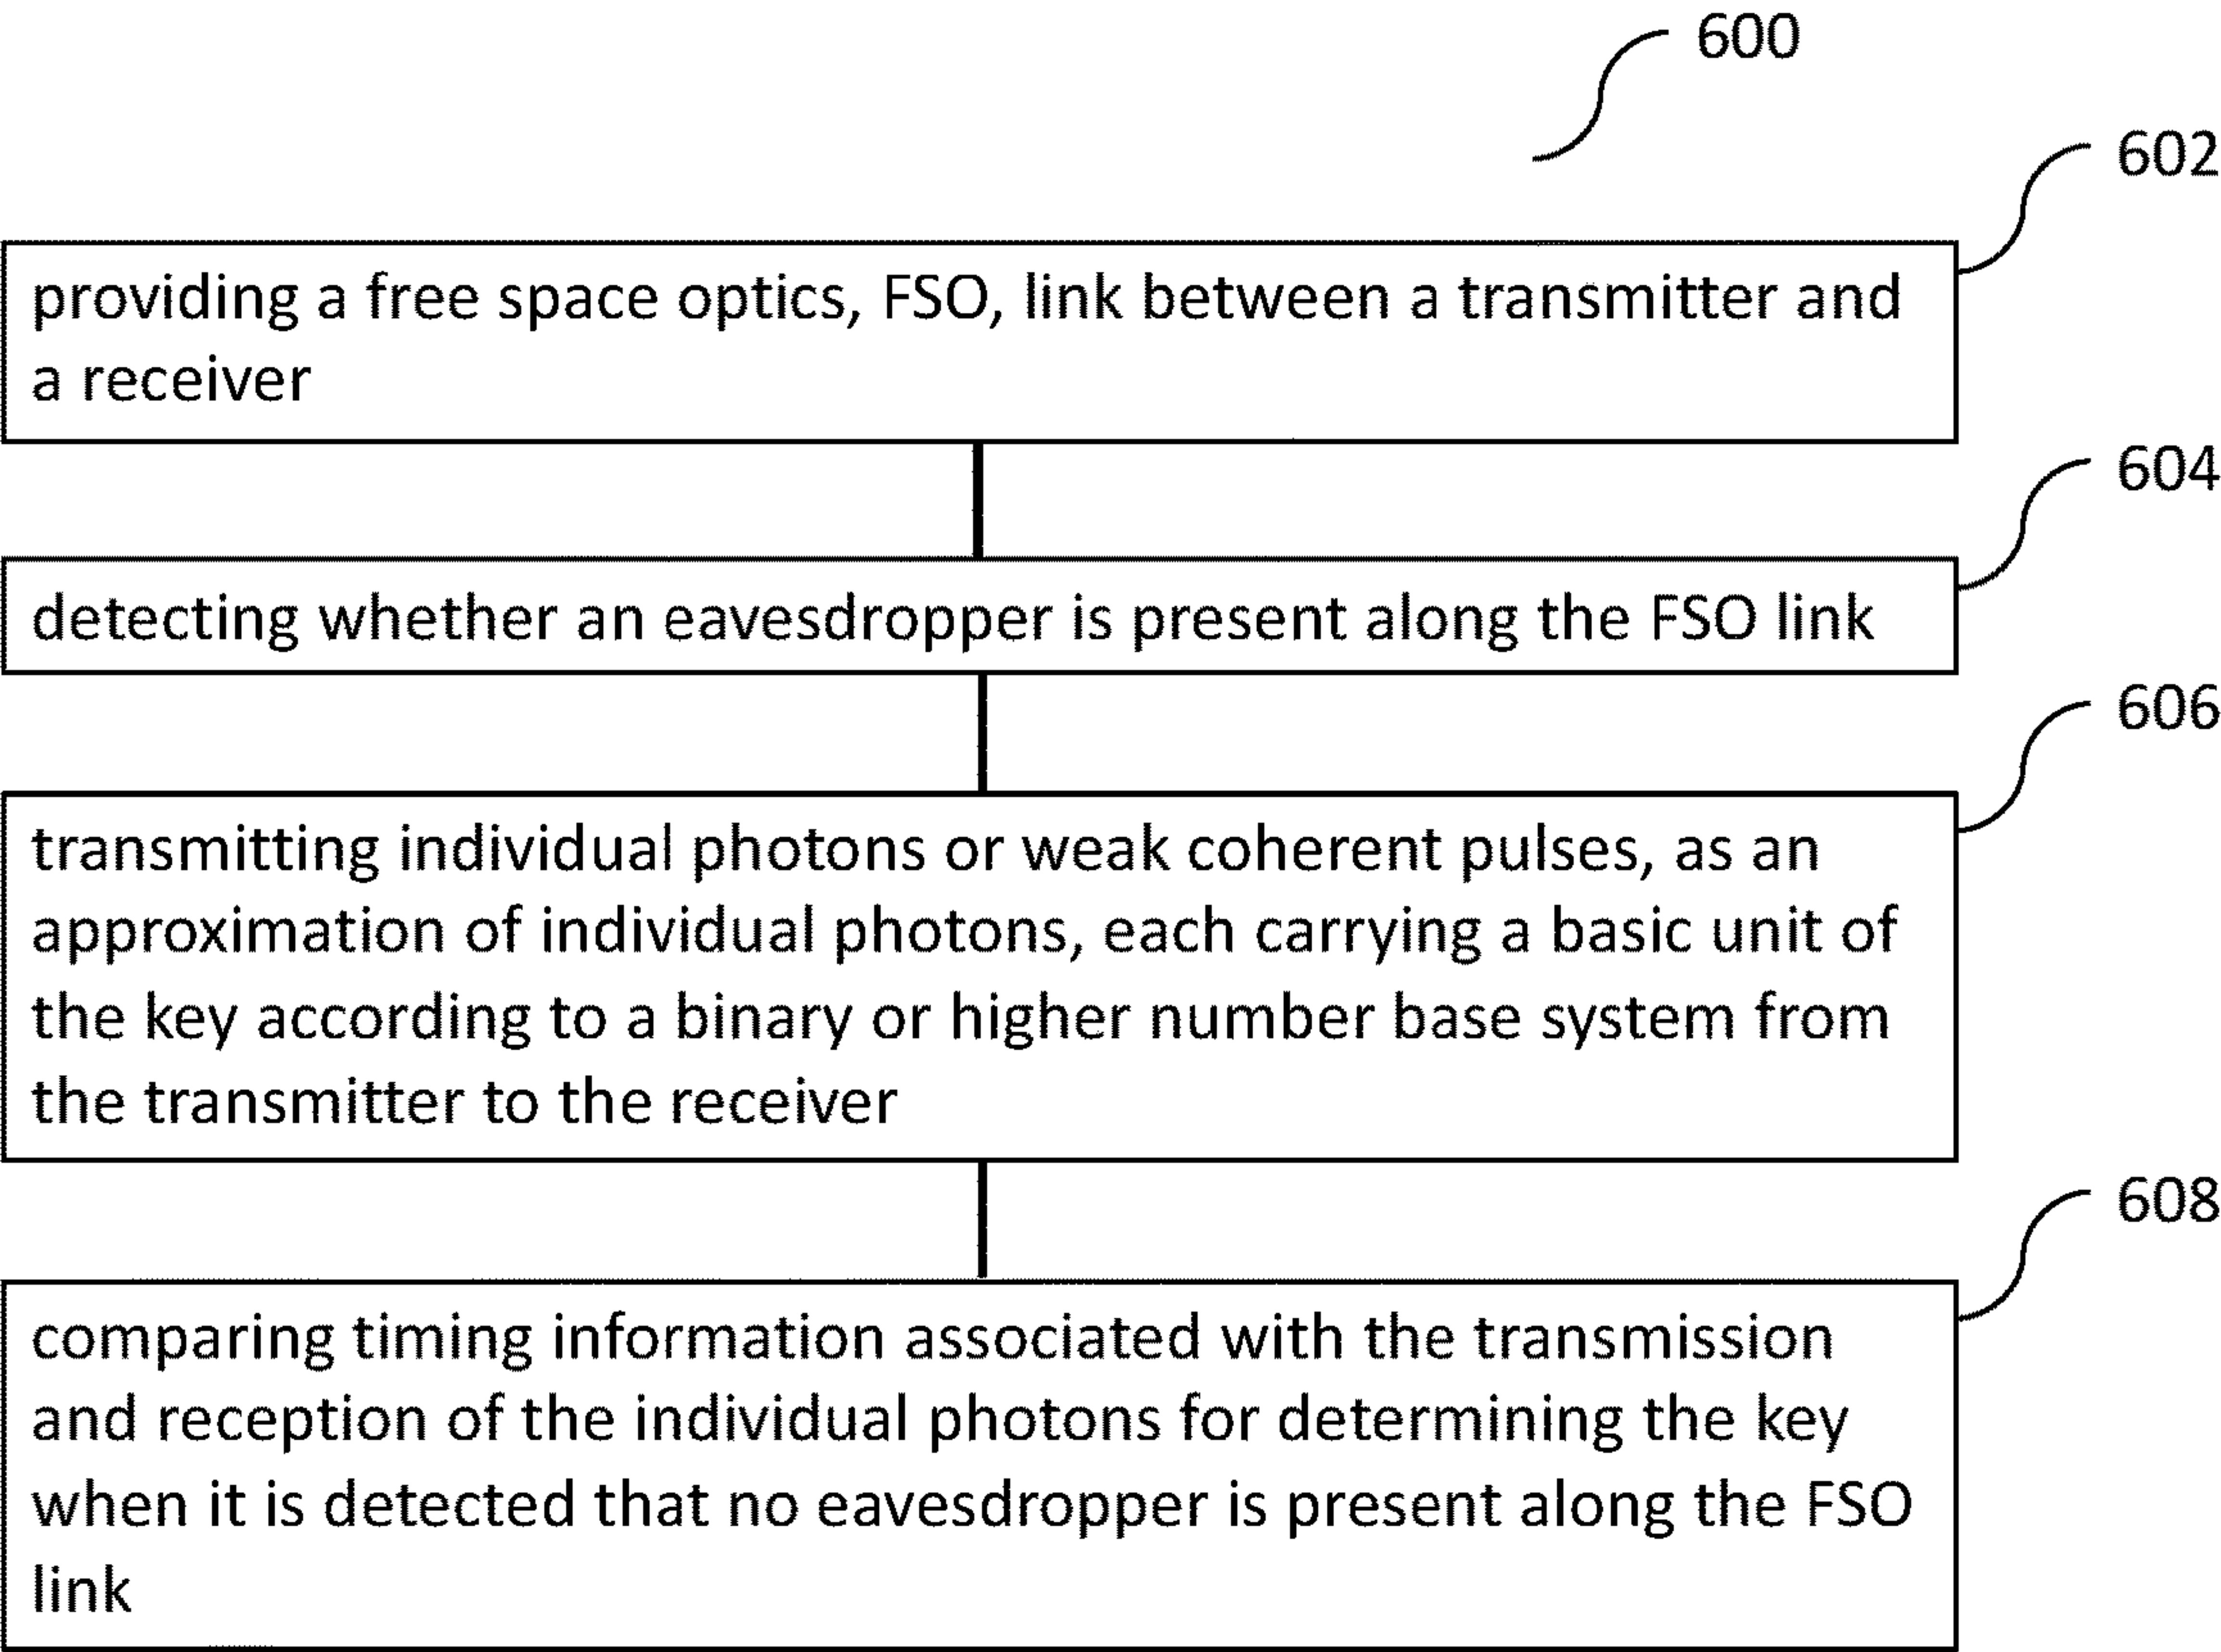 600
602
providing a free space optics, FSO, link between a transmitter and
a receiver
604
detecting whether an eavesdropper is present along the FSO link
606
transmitting individual photons or weak coherent pulses, as an
approximation of individual photons, each carrying a basic unit of
the key according to a binary or higher number base system from
the transmitter to the receiver
608
comparing timing information associated with the transmission
and reception of the individual photons for determining the key
when it is detected that no eavesdropper is present along the FSO
link